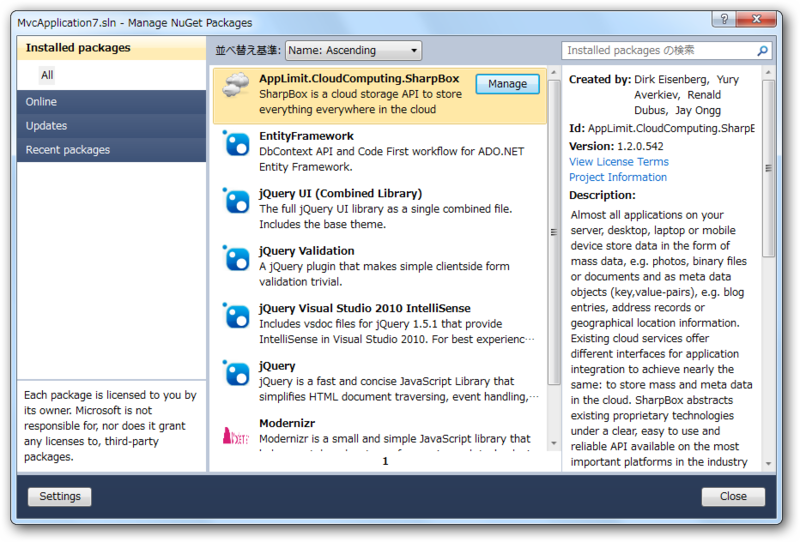 MvcApplication7.sln - Manage NuGet Packages
Installed packages
All
Online
Updates
Recent packages
Each package is licensed to you by
its owner. Microsoft is not
responsible for, nor does it grant
any licenses to, third-party
packages.
並べ替え基準: Name: Ascending
AppLimit.CloudComputing.SharpBox
SharpBox is a cloud storage API to store
everything everywhere in the cloud
Manage
EntityFramework
DbContext API and Code First workflow for ADO.NET
Entity Framework.
jQuery UI (Combined Library)
The full jQuery UI library as a single combined file.
Includes the base theme.
jQuery Validation
A jQuery plugin that makes simple clientside form
validation trivial.
jQuery Visual Studio 2010 IntelliSense
Includes vsdoc files for jQuery 1.5.1 that provide
IntelliSense in Visual Studio 2010. For best experienc…
jQuery
jQuery is a fast and concise JavaScript Library that
simplifies HTML document traversing, event handling,…
Modernizr
Modernizr is a small and simple JavaScript library that
1
Installed packages の検索
Created by: Dirk Eisenberg, Yury
Averkiev, Renald
Dubus, Jay Ongg
Id: AppLimit.CloudComputing.SharpE
Version: 1.2.0.542
View License Terms
Project Information
Description:
Almost all applications on your
server, desktop, laptop or mobile
device store data in the form of
mass data, e.g. photos, binary files
or documents and as meta data
objects (key,value-pairs), e.g. blog
entries, address records or
geographical location information.
Existing cloud services offer
different interfaces for application
integration to achieve nearly the
same: to store mass and meta data
in the cloud. SharpBox abstracts
existing proprietary technologies
under a clear, easy to use and
reliable API available on the most
important platforms in the industry
Settings
Close